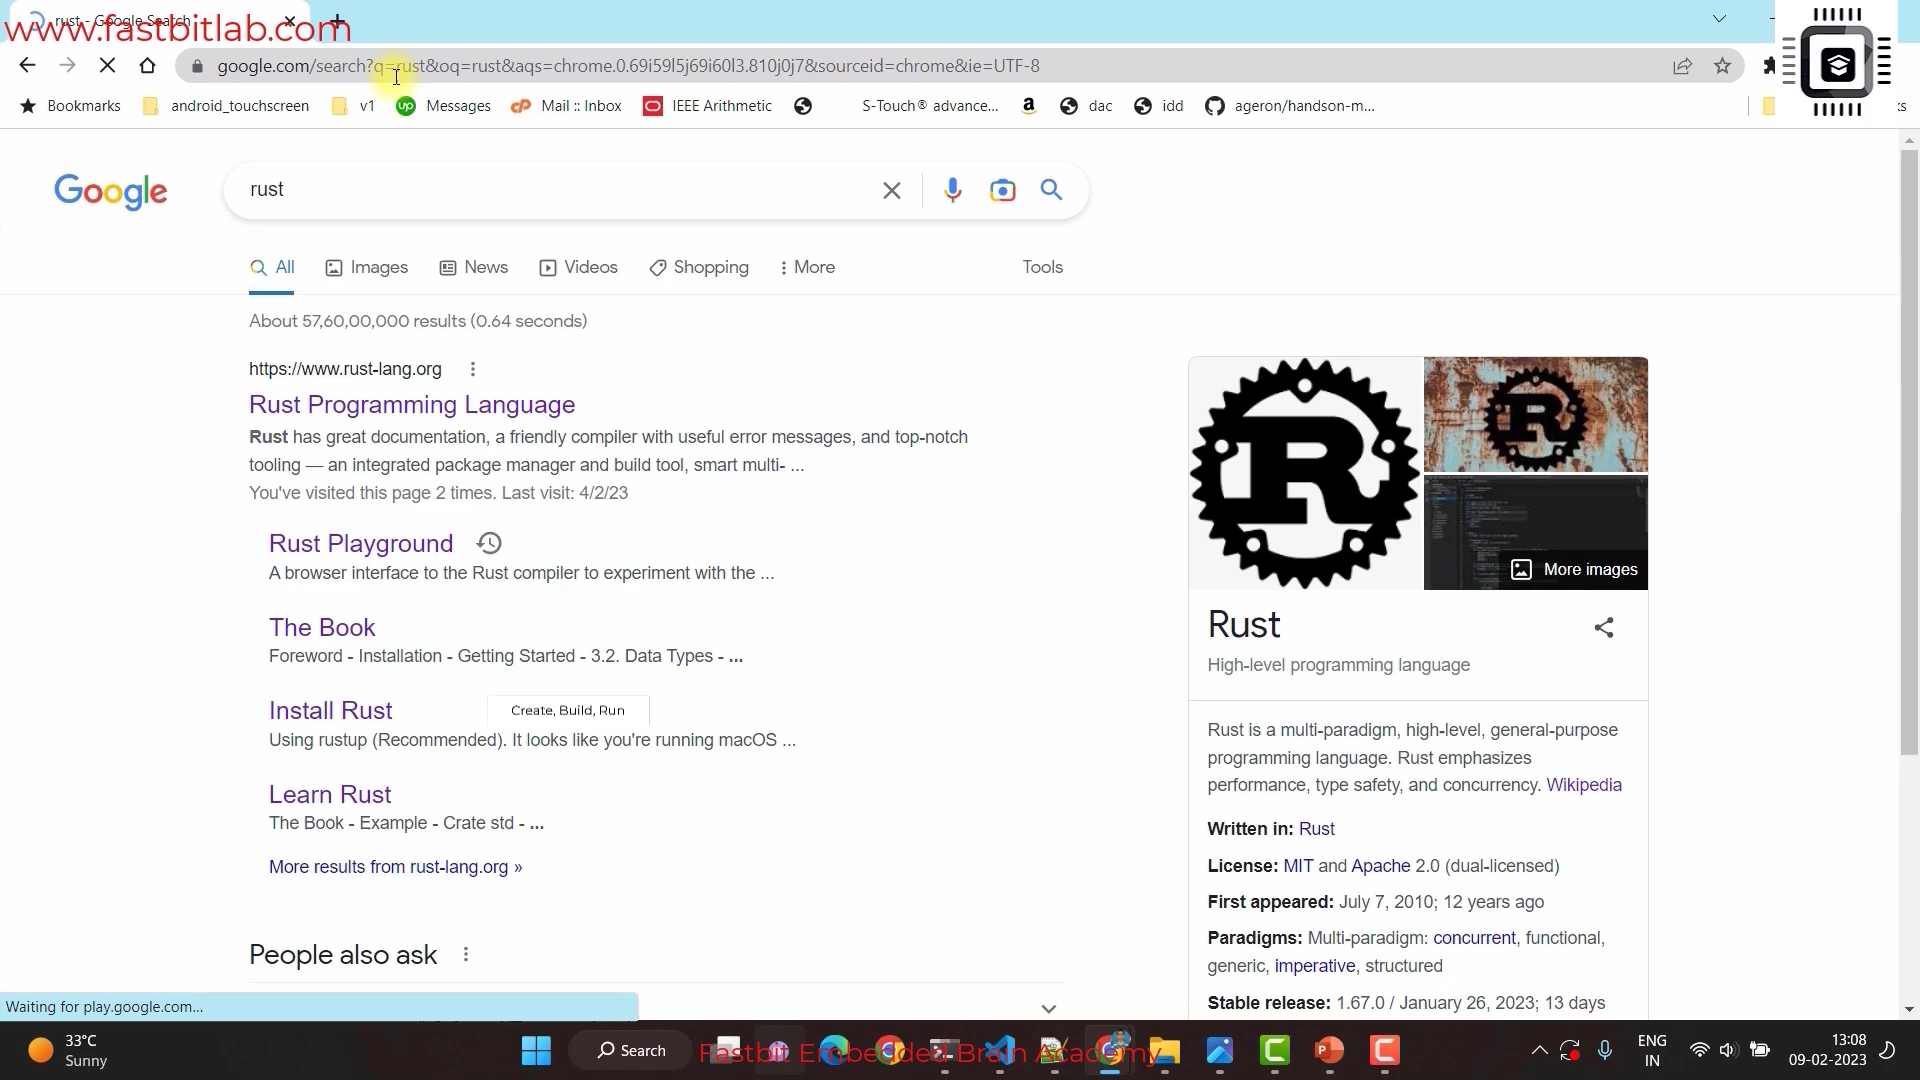 rust - Google Search
www.fastbitlab.com
google.com/search?q=rust&oq=rust&aqs=chrome.0.69i59l5j69i60l3.810j0j7&sourceid=chrome&ie=UTF-8
Bookmarks android_touchscreen v1 up Messages Mail :: Inbox IEEE Arithmetic S-Touch® advance... dac idd ageron/handson-m...
Google rust
All Images News Videos Shopping More Tools
About 57,60,00,000 results (0.64 seconds)
https://www.rust-lang.org
Rust Programming Language
Rust has great documentation, a friendly compiler with useful error messages, and top-notch
tooling — an integrated package manager and build tool, smart multi- ...
You've visited this page 2 times. Last visit: 4/2/23
Rust Playground
A browser interface to the Rust compiler to experiment with the ...
The Book
Foreword - Installation - Getting Started - 3.2. Data Types - ...
Install Rust
Create, Build, Run
Using rustup (Recommended). It looks like you're running macOS ...
Learn Rust
The Book - Example - Crate std - ...
More results from rust-lang.org »
People also ask
More images
Rust
High-level programming language
Rust is a multi-paradigm, high-level, general-purpose
programming language. Rust emphasizes
performance, type safety, and concurrency. Wikipedia
Written in: Rust
License: MIT and Apache 2.0 (dual-licensed)
First appeared: July 7, 2010; 12 years ago
Paradigms: Multi-paradigm: concurrent, functional,
generic, imperative, structured
Stable release: 1.67.0 / January 26, 2023; 13 days
Waiting for play.google.com...
33°C
Sunny
Search
Fastbit Embedded Brain Academy
ENG
IN
13:08
09-02-2023